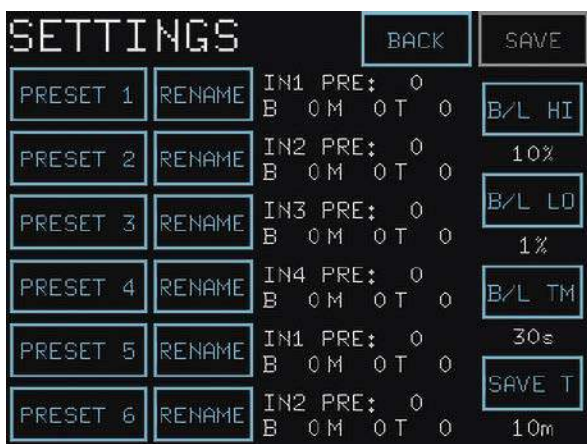 SETTINGS BACK SAVE
PRESET 1 RENAME IN1 PRE: 0
B 0 M 0 T 0
B/L HI
PRESET 2 RENAME IN2 PRE: 0
B 0 M 0 T 0
10%
PRESET 3 RENAME IN3 PRE: 0
B 0 M 0 T 0
B/L LO
1%
PRESET 4 RENAME IN4 PRE: 0
B 0 M 0 T 0
B/L TM
PRESET 5 RENAME IN1 PRE: 0
B 0 M 0 T 0
30s
SAVE T
PRESET 6 RENAME IN2 PRE: 0
B 0 M 0 T 0
10m